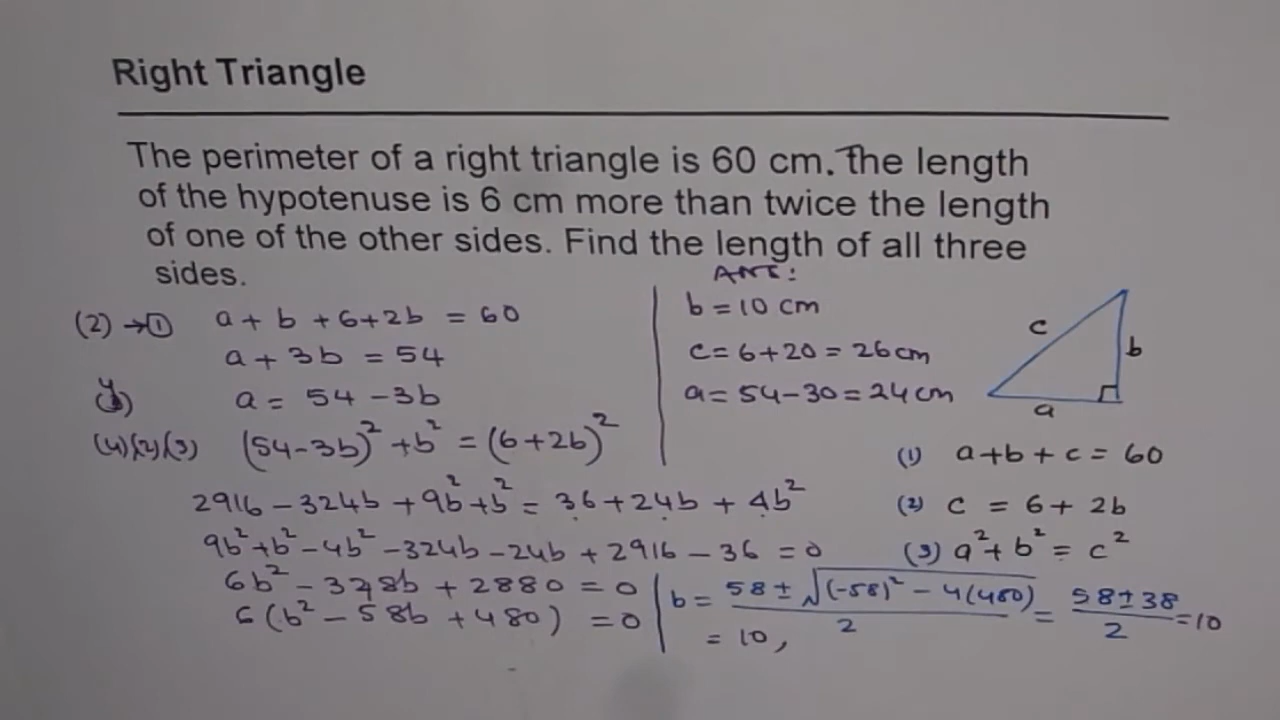 Right Triangle
The perimeter of a right triangle is 60 cm. The length
of the hypotenuse is 6 cm more than twice the length
of one of the other sides. Find the length of all three
sides.
ANS:
(2) → ① a + b + 6 + 2b = 60
a + 3b = 54
a = 54 - 3b
(4)(2)(3) (54-3b)² + b² = (6+2b)²
2916 - 324b + 9b² + b² = 36 + 24b + 4b²
9b² + b² - 4b² - 324b - 24b + 2916 - 36 = 0
6b² - 348b + 2880 = 0
6(b² - 58b + 480) = 0
b = 10 cm
c = 6 + 20 = 26 cm
a = 54 - 30 = 24 cm
c
b
a
(1) a + b + c = 60
(2) c = 6 + 2b
(3) a² + b² = c²
b = 58 ± √(-58)² - 4(480) / 2 = 58 ± 38 / 2 = 10
= 10,